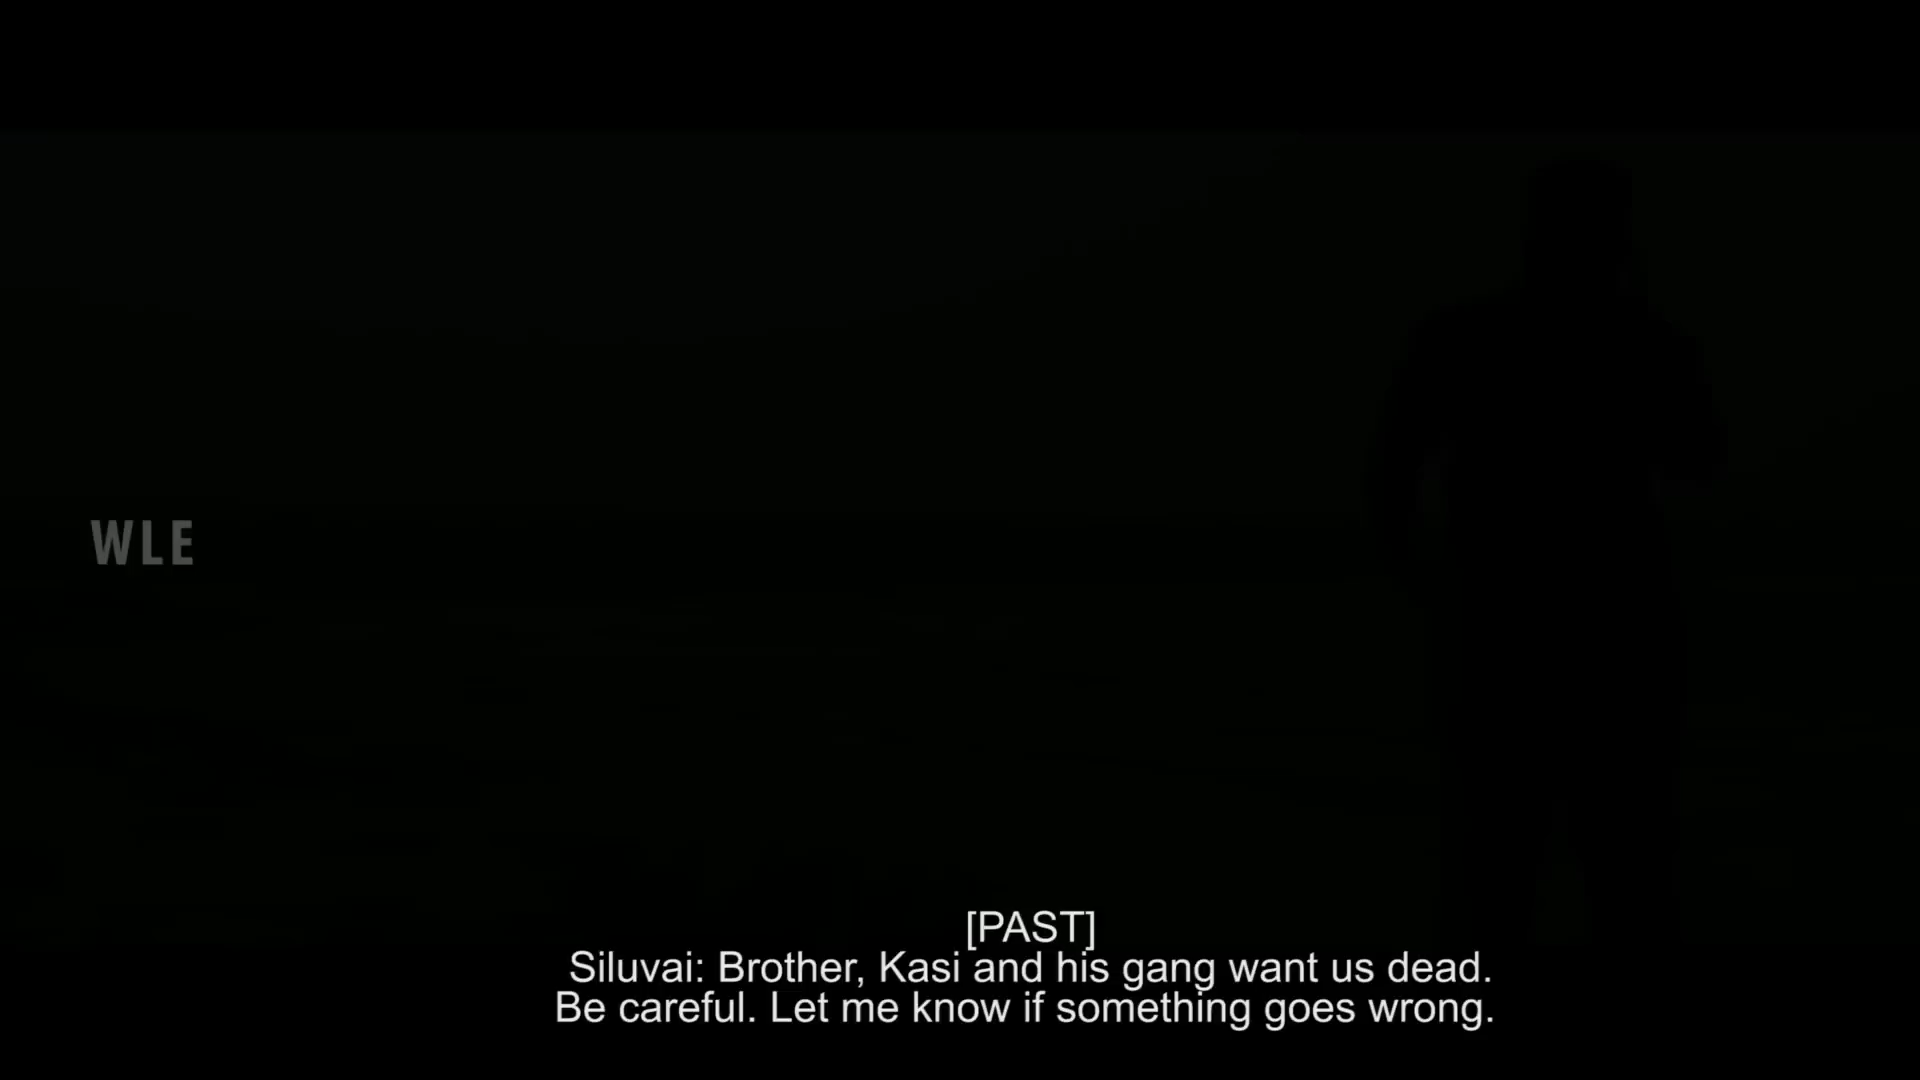 WLE
[PAST]
Siluvai: Brother, Kasi and his gang want us dead.
Be careful. Let me know if something goes wrong.